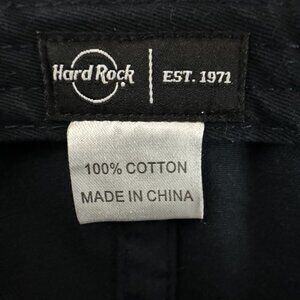 Hard Rock
EST. 1971
100% COTTON
MADE IN CHINA